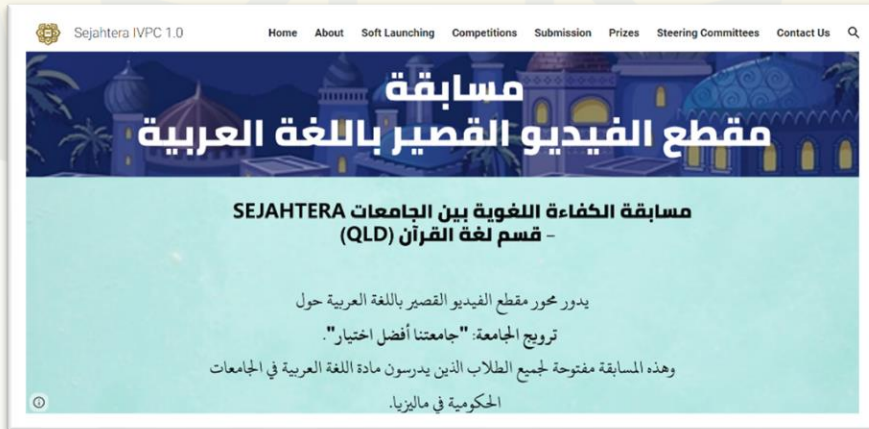 Sejahtera IVPC 1.0 Home About Soft Launching Competitions Submission Prizes Steering Committees Contact Us
مسابقة
مقطع الفيديو القصير باللغة العربية
مسابقة الكفاءة اللغوية بين الجامعات SEJAHTERA
– قسم لغة القرآن (QLD)
يدور محور مقطع الفيديو القصير باللغة العربية حول
ترويج الجامعة: "جامعتنا أفضل اختيار".
وهذه المسابقة مفتوحة لجميع الطلاب الذين يدرسون مادة اللغة العربية في الجامعات
الحكومية في ماليزيا.